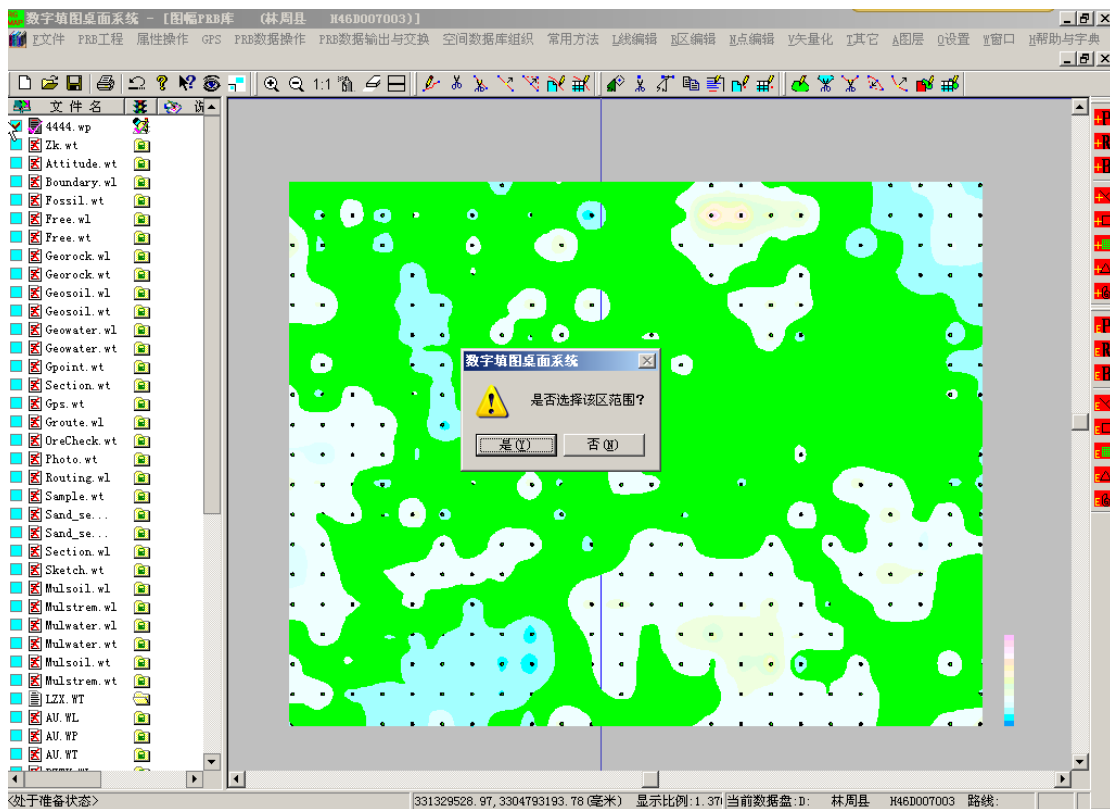 数字填图桌面系统 - [图幅PRB库 (林周县 H46D007003)]
F文件 PRB工程 属性操作 GPS PRB数据操作 PRB数据输出与交换 空间数据库组织 常用方法 L线编辑 R区编辑 N点编辑 V矢量化 T其它 A图层 Q设置 W窗口 H帮助与字典
1:1
文件名 说
4444.wp
Zk.wt
Attitude.wt
Boundary.wl
Fossil.wt
Free.wl
Free.wt
Georock.wl
Georock.wt
Geosoil.wl
Geosoil.wt
Geowater.wl
Geowater.wt
Gpoint.wt
Section.wt
Gps.wt
Groute.wl
OreCheck.wt
Photo.wt
Routing.wl
Sample.wt
Sand_se...
Sand_se...
Section.wl
Sketch.wt
Mulsoil.wl
Mulstrem.wl
Mulwater.wl
Mulwater.wt
Mulsoil.wt
Mulstrem.wt
LZX.WT
AU.WL
AU.WP
AU.WT
数字填图桌面系统
是否选择该区范围?
是(Y) 否(N)
+P
+R
+H
EP
ER
EH
<处于准备状态> 331329528.97,3304793193.78(毫米) 显示比例:1.37 当前数据盘:D: 林周县 H46D007003 路线: